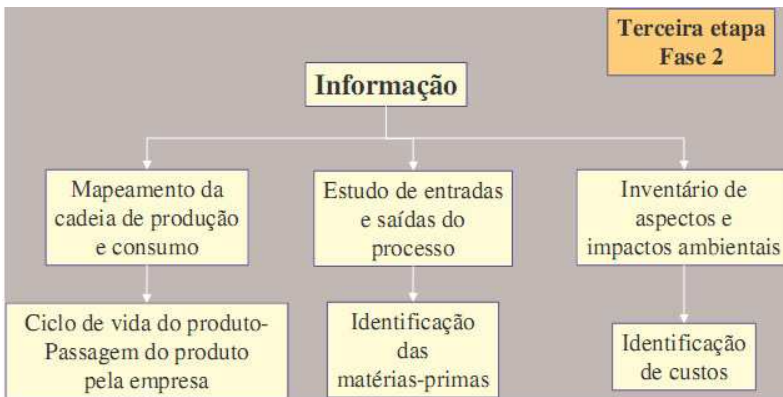 Terceira etapa
Fase 2
Informação
Mapeamento da
cadeia de produção
e consumo
Estudo de entradas
e saídas do
processo
Inventário de
aspectos e
impactos ambientais
Ciclo de vida do produto-
Passagem do produto
pela empresa
Identificação
das
matérias-primas
Identificação
de custos